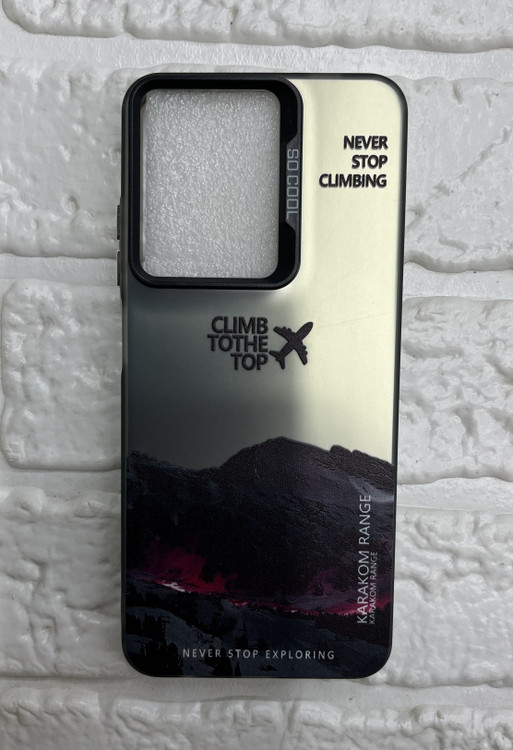 SO COOL
NEVER
STOP
CLIMBING
CLIMB
TOTHE
TOP
KARAKOM RANGE
KARAKOM RANGE
NEVER STOP EXPLORING